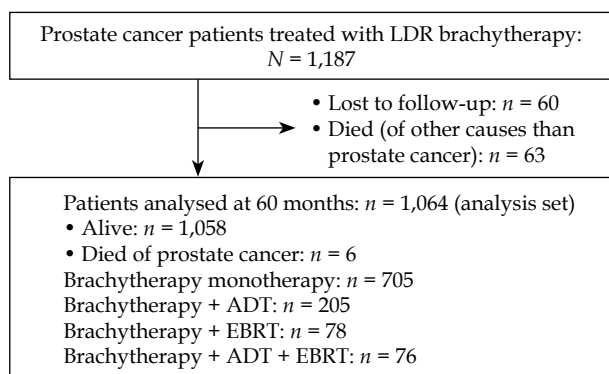 Prostate cancer patients treated with LDR brachytherapy:
N = 1,187
• Lost to follow-up: n = 60
• Died (of other causes than
prostate cancer): n = 63
Patients analysed at 60 months: n = 1,064 (analysis set)
• Alive: n = 1,058
• Died of prostate cancer: n = 6
Brachytherapy monotherapy: n = 705
Brachytherapy + ADT: n = 205
Brachytherapy + EBRT: n = 78
Brachytherapy + ADT + EBRT: n = 76